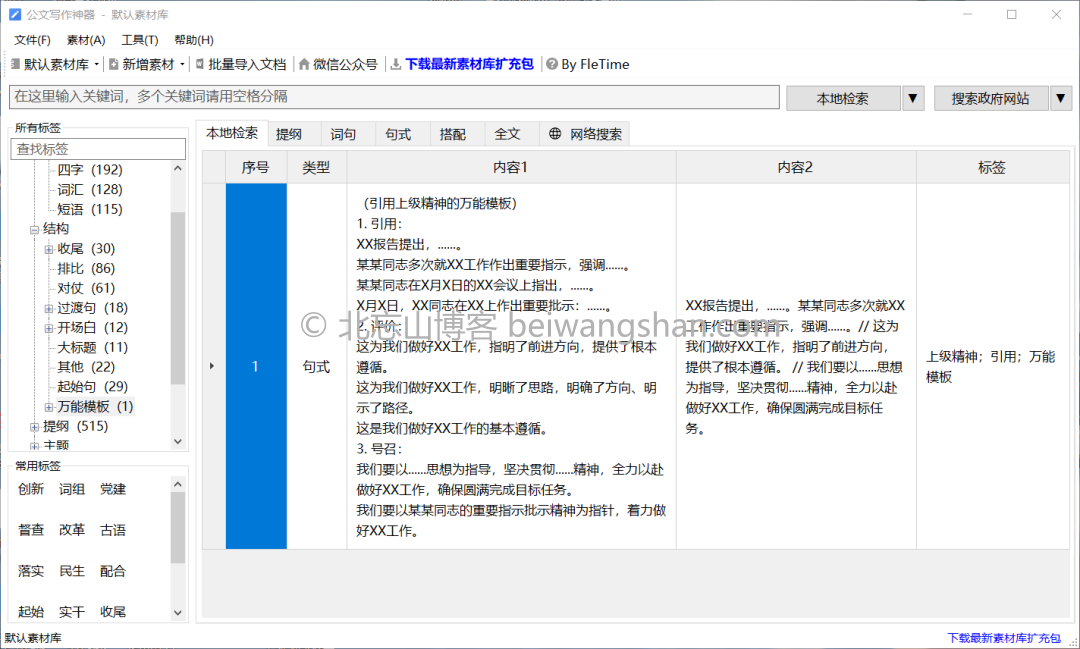 公文写作神器 - 默认素材库
文件(F) 素材(A) 工具(T) 帮助(H)
默认素材库 新增素材 批量导入文档 微信公众号 下载最新素材库扩充包 By FleTime
在这里输入关键词，多个关键词请用空格分隔
本地检索 搜索政府网站
所有标签
查找标签
四字 (192)
词汇 (128)
短语 (115)
结构
收尾 (30)
排比 (86)
对仗 (61)
过渡句 (18)
开场白 (12)
大标题 (11)
其他 (22)
起始句 (29)
万能模板 (1)
提纲 (515)
主题
常用标签
创新 词组 党建
督查 改革 古语
落实 民生 配合
起始 实干 收尾
本地检索 提纲 词句 句式 搭配 全文 网络搜索
序号 类型 内容1 内容2 标签
1
句式
（引用上级精神的万能模板）
1. 引用：
XX报告提出，......。
某某同志多次就XX工作作出重要指示，强调......。
某某同志在X月X日的XX会议上指出，......。
X月X日，XX同志在XX上作出重要批示：......。
2. 评价：
这为我们做好XX工作，指明了前进方向，提供了根本
遵循。
这为我们做好XX工作，明晰了思路，明确了方向、明
示了路径。
这是我们做好XX工作的基本遵循。
3. 号召：
我们要以......思想为指导，坚决贯彻......精神，全力以赴
做好XX工作，确保圆满完成目标任务。
我们要以某某同志的重要指示批示精神为指针，着力做
好XX工作。
XX报告提出，......。某某同志多次就XX
工作作出重要指示，强调......。// 这为
我们做好XX工作，指明了前进方向，
提供了根本遵循。 // 我们要以......思想
为指导，坚决贯彻......精神，全力以赴
做好XX工作，确保圆满完成目标任
务。
上级精神；引用；万能
模板
© 北忘山博客 beiwangshan.com
默认素材库
下载最新素材库扩充包